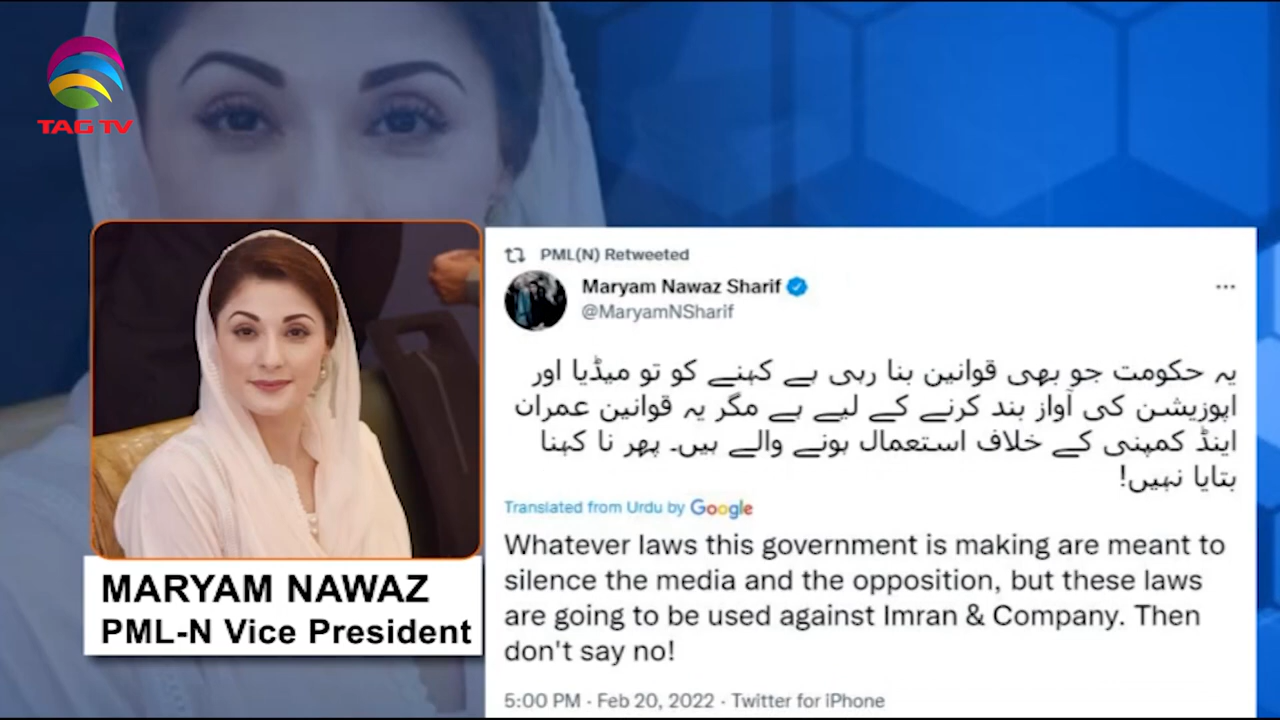 TAG TV
PML(N) Retweeted
Maryam Nawaz Sharif
@MaryamNSharif
یہ حکومت جو بھی قوانین بنا رہی ہے کہنے کو تو میڈیا اور
اپوزیشن کی آواز بند کرنے کے لیے ہے مگر یہ قوانین عمران
اینڈ کمپنی کے خلاف استعمال ہونے والے ہیں۔ پھر نا کہنا
بتایا نہیں!
Translated from Urdu by Google
Whatever laws this government is making are meant to
silence the media and the opposition, but these laws
are going to be used against Imran & Company. Then
don't say no!
5:00 PM · Feb 20, 2022 · Twitter for iPhone
MARYAM NAWAZ
PML-N Vice President